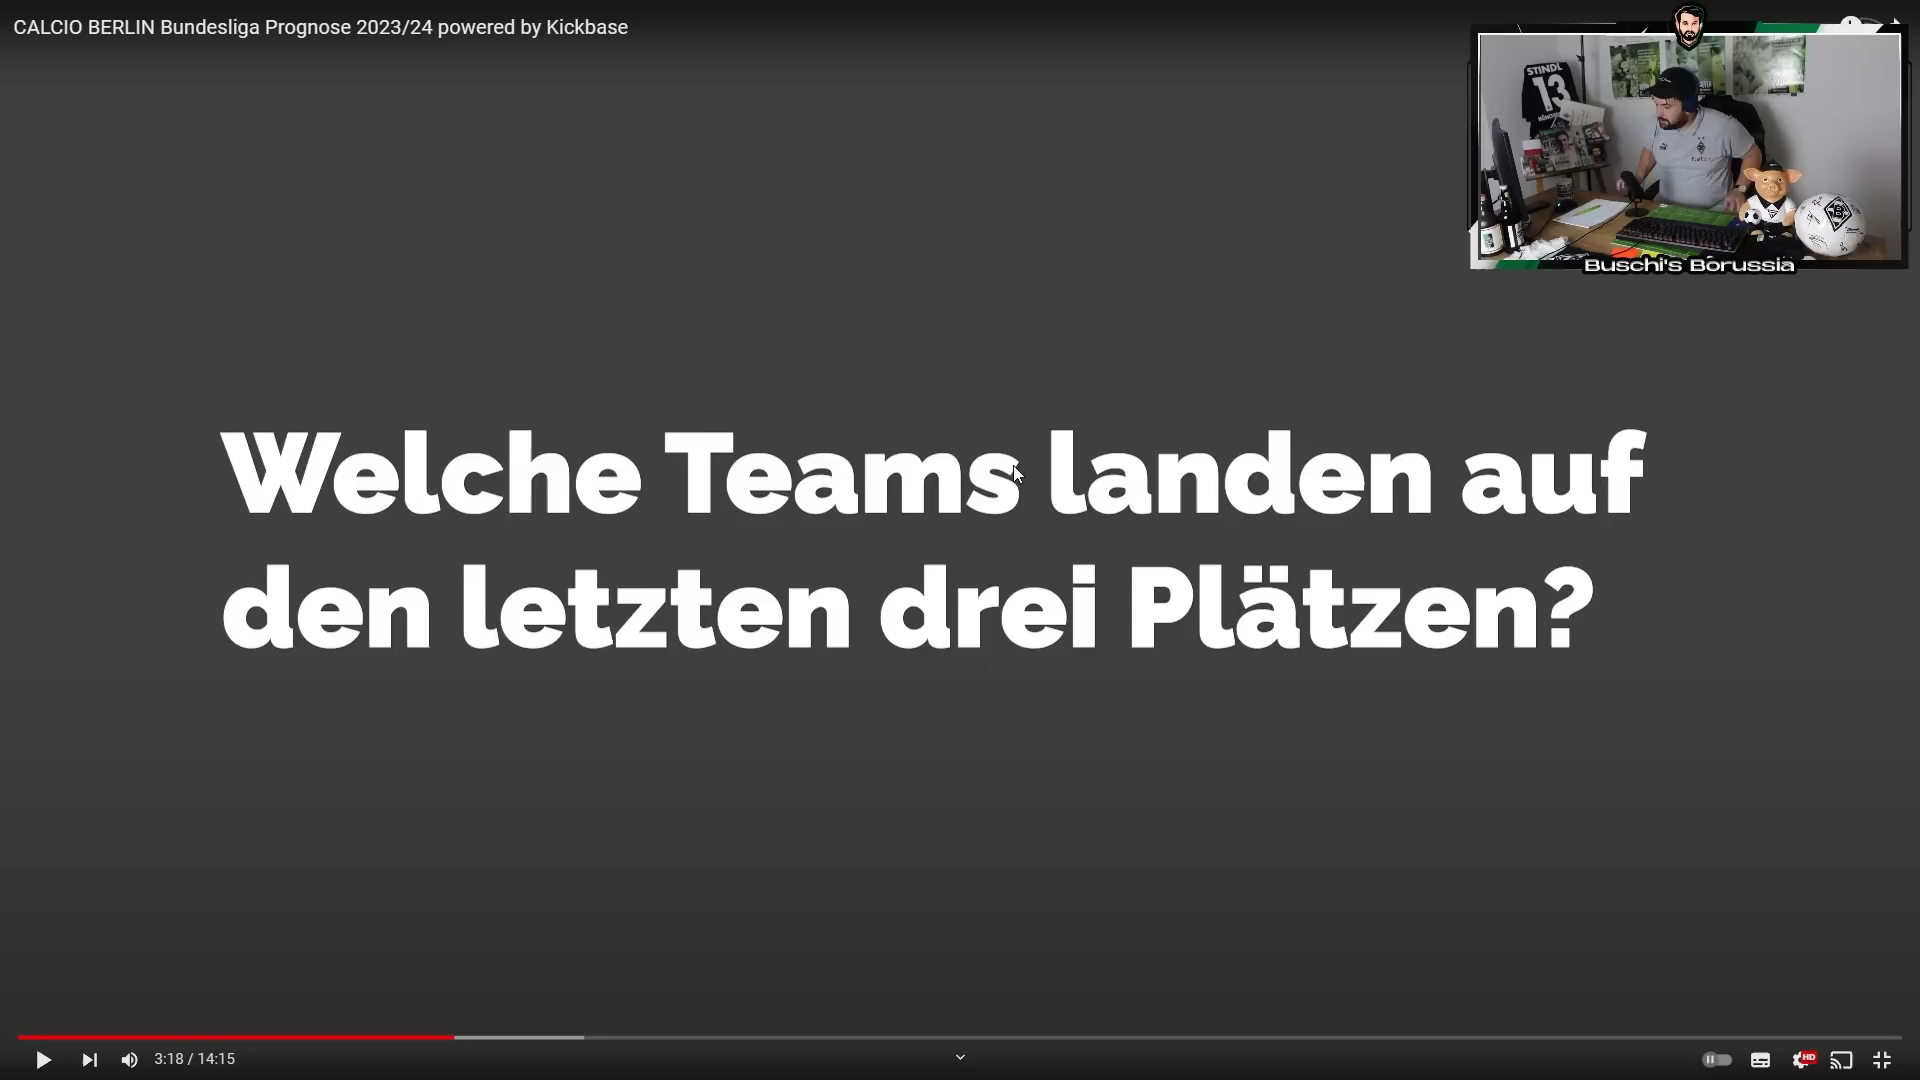 CALCIO BERLIN Bundesliga Prognose 2023/24 powered by Kickbase
STINDL
13
Buschi's Borussia
Welche Teams landen auf
den letzten drei Plätzen?
3:18 / 14:15
HD